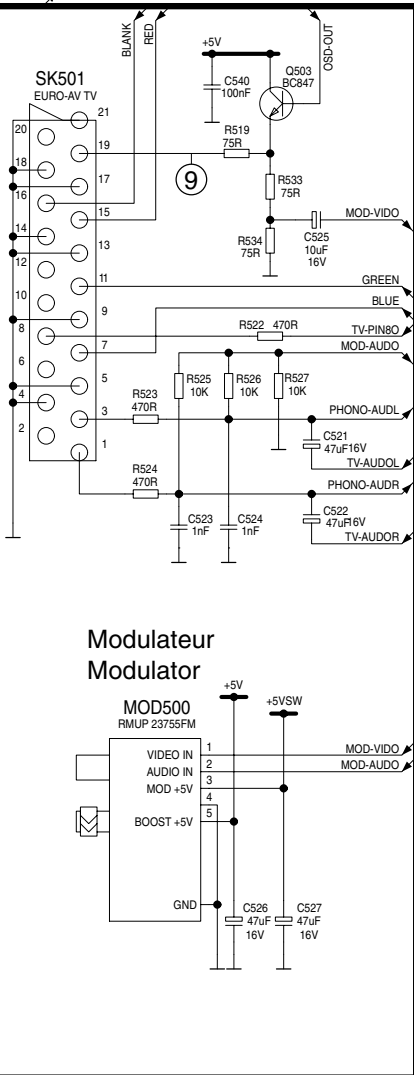 BLANK
RED
OSD-OUT
+5V
Q503
BC847
C540
100nF
SK501
EURO-AV TV
21
20
19
18
17
16
15
14
13
12
11
10
9
8
7
6
5
4
3
2
1
R519
75R
9
R533
75R
R534
75R
C525
10uF
16V
MOD-VIDO
GREEN
BLUE
R522 470R
TV-PIN8O
MOD-AUDO
R525
10K
R526
10K
R527
10K
R523
470R
PHONO-AUDL
C521
47uF16V
TV-AUDOL
R524
470R
PHONO-AUDR
C522
47uF16V
TV-AUDOR
C523
1nF
C524
1nF
Modulateur
Modulator
+5V
+5VSW
MOD500
RMUP 23755FM
VIDEO IN
1
MOD-VIDO
AUDIO IN
2
MOD-AUDO
MOD +5V
3
4
BOOST +5V
5
GND
C526
47uF
16V
C527
47uF
16V